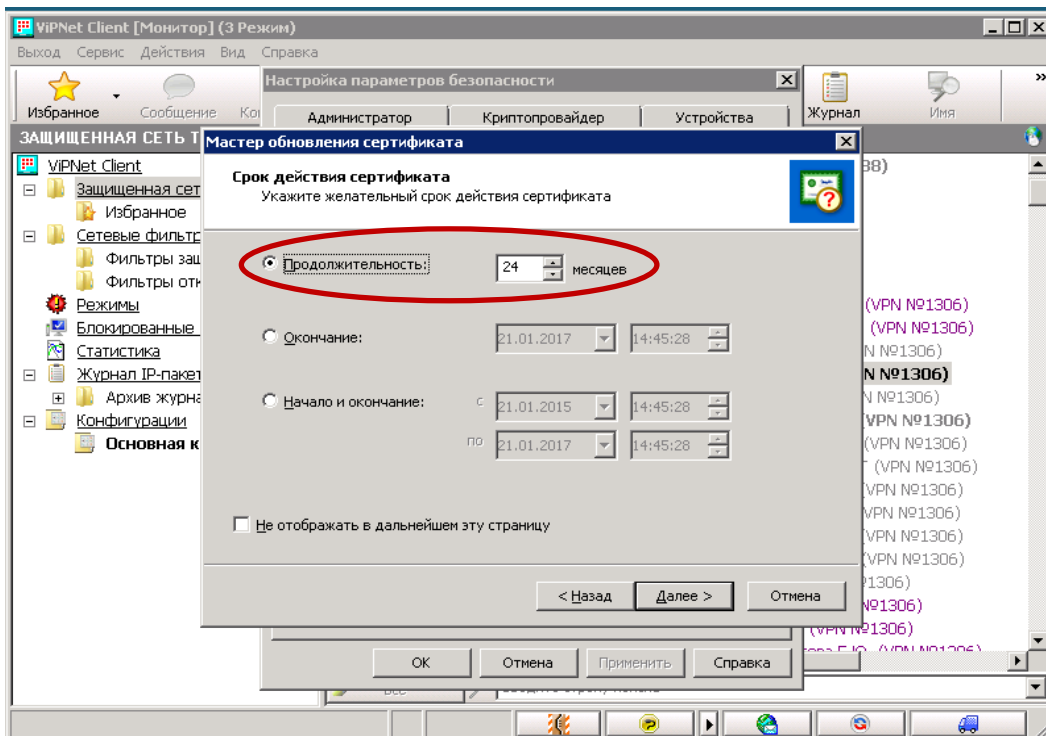 ViPNet Client [Монитор] (3 Режим)
Выход Сервис Действия Вид Справка
Избранное Сообщение Журнал Имя
Настройка параметров безопасности
Администратор Криптопровайдер Устройства
ЗАЩИЩЕННАЯ СЕТЬ
ViPNet Client
Защищенная сет
Избранное
Сетевые фильтр
Фильтры защ
Фильтры отк
Режимы
Блокированные
Статистика
Журнал IP-пакет
Архив журна
Конфигурации
Основная к
Мастер обновления сертификата
Срок действия сертификата
Укажите желательный срок действия сертификата
Продолжительность: 24 месяцев
Окончание: 21.01.2017 14:45:28
Начало и окончание: с 21.01.2015 14:45:28
по 21.01.2017 14:45:28
Не отображать в дальнейшем эту страницу
< Назад Далее > Отмена
OK Отмена Применить Справка
(VPN №1306)
(VPN №1306)
№1306)
№1306)
№1306)
(VPN №1306)
(VPN №1306)
(VPN №1306)
VPN №1306)
VPN №1306)
(VPN №1306)
(VPN №1306)
1306)
№1306)
(VPN №1306)